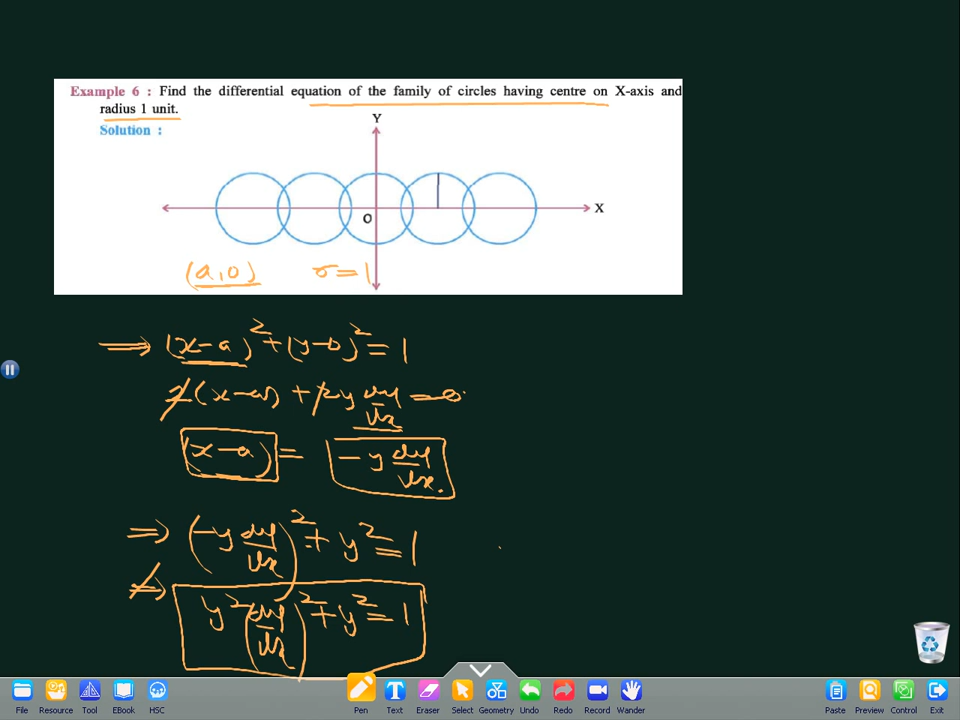 Example 6 : Find the differential equation of the family of circles having centre on X-axis and
radius 1 unit.
Solution :
Y
X
O
(a,0) r=1
⟹ (x-a)²+(y-0)²=1
2(x-a) + 2y dy/dx =0
(x-a) = -y dy/dx.
⇒ (-y dy/dx)²+ y²=1
⇒ y²(dy/dx)²+y²=1
File Resource Tool EBook HSC Pen Text Eraser Select Geometry Undo Redo Record Wander Paste Preview Control Exit